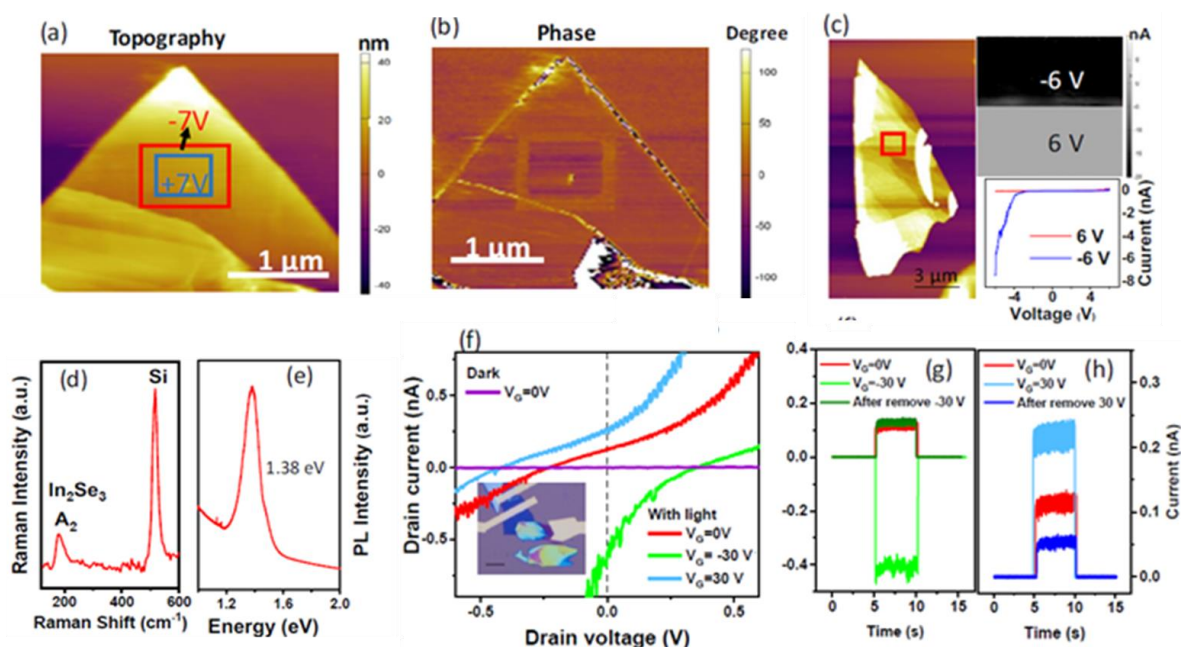 (a)
Topography
nm
40
20
0
-20
-40
-7V
+7V
1 µm
(b)
Phase
Degree
100
50
0
-50
-100
1 µm
(c)
nA
-6 V
6 V
3 µm
6 V
-6 V
0
-2
-4
-6
-8
Cuurrent (nA)
-4 0 4
Voltage (V)
(d)
Si
In2Se3
A2
Raman Intensity (a.u.)
200 400 600
Raman Shift (cm-1)
(e)
1.38 eV
PL Intensity (a.u.)
1.2 1.6 2.0
Energy (eV)
(f)
Dark
VG=0V
With light
VG=0V
VG= -30 V
VG=30 V
Drain current (nA)
0.5
0.0
-0.5
-0.5 0.0 0.5
Drain voltage (V)
(g)
VG=0V
VG=-30 V
After remove -30 V
0.4
0.2
0.0
-0.2
-0.4
0 5 10 15
Time (s)
(h)
VG=0V
VG=30 V
After remove 30 V
0.3
0.2
0.1
0.0
Current (nA)
0 5 10 15
Time (s)